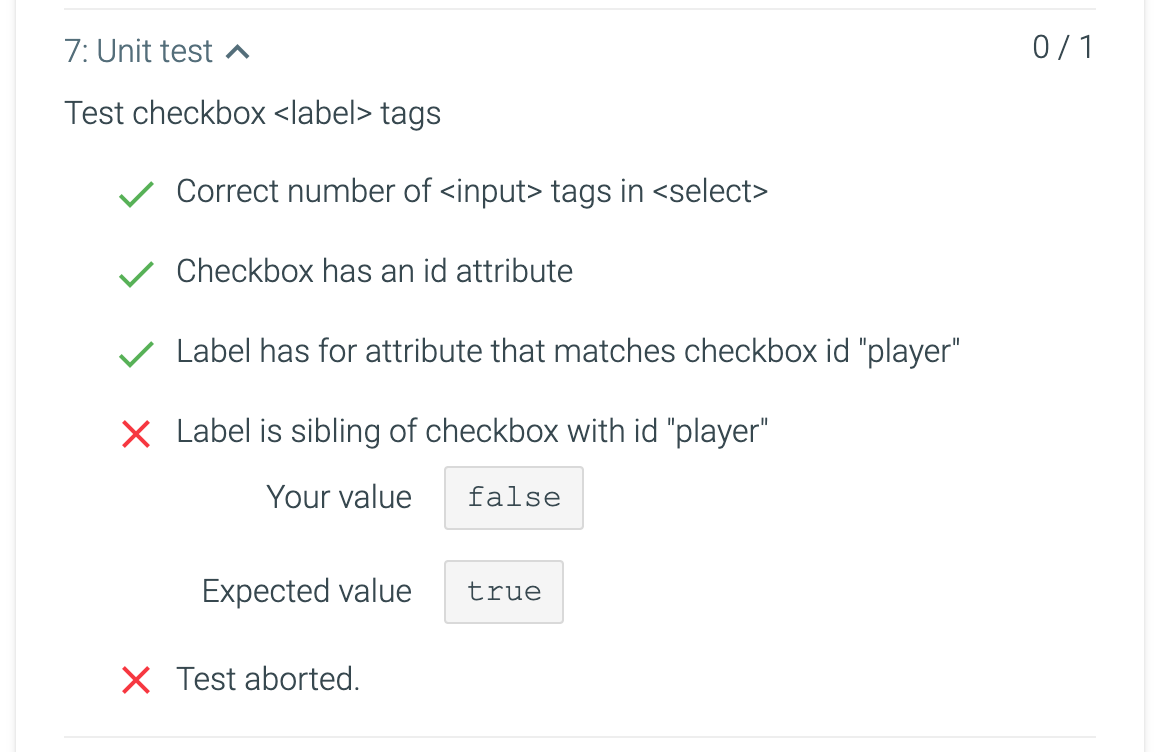 7: Unit test
0 / 1
Test checkbox <label> tags
Correct number of <input> tags in <select>
Checkbox has an id attribute
Label has for attribute that matches checkbox id "player"
Label is sibling of checkbox with id "player"
Your value false
Expected value true
Test aborted.